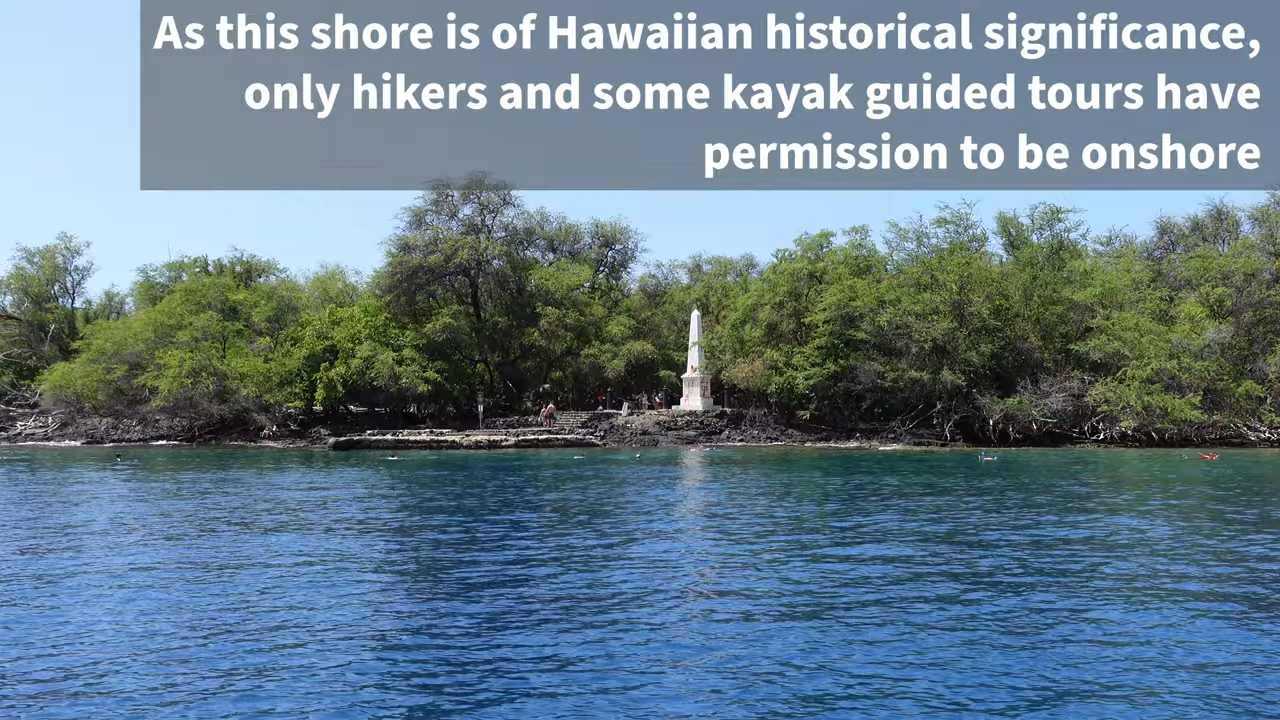 As this shore is of Hawaiian historical significance,
only hikers and some kayak guided tours have
permission to be onshore